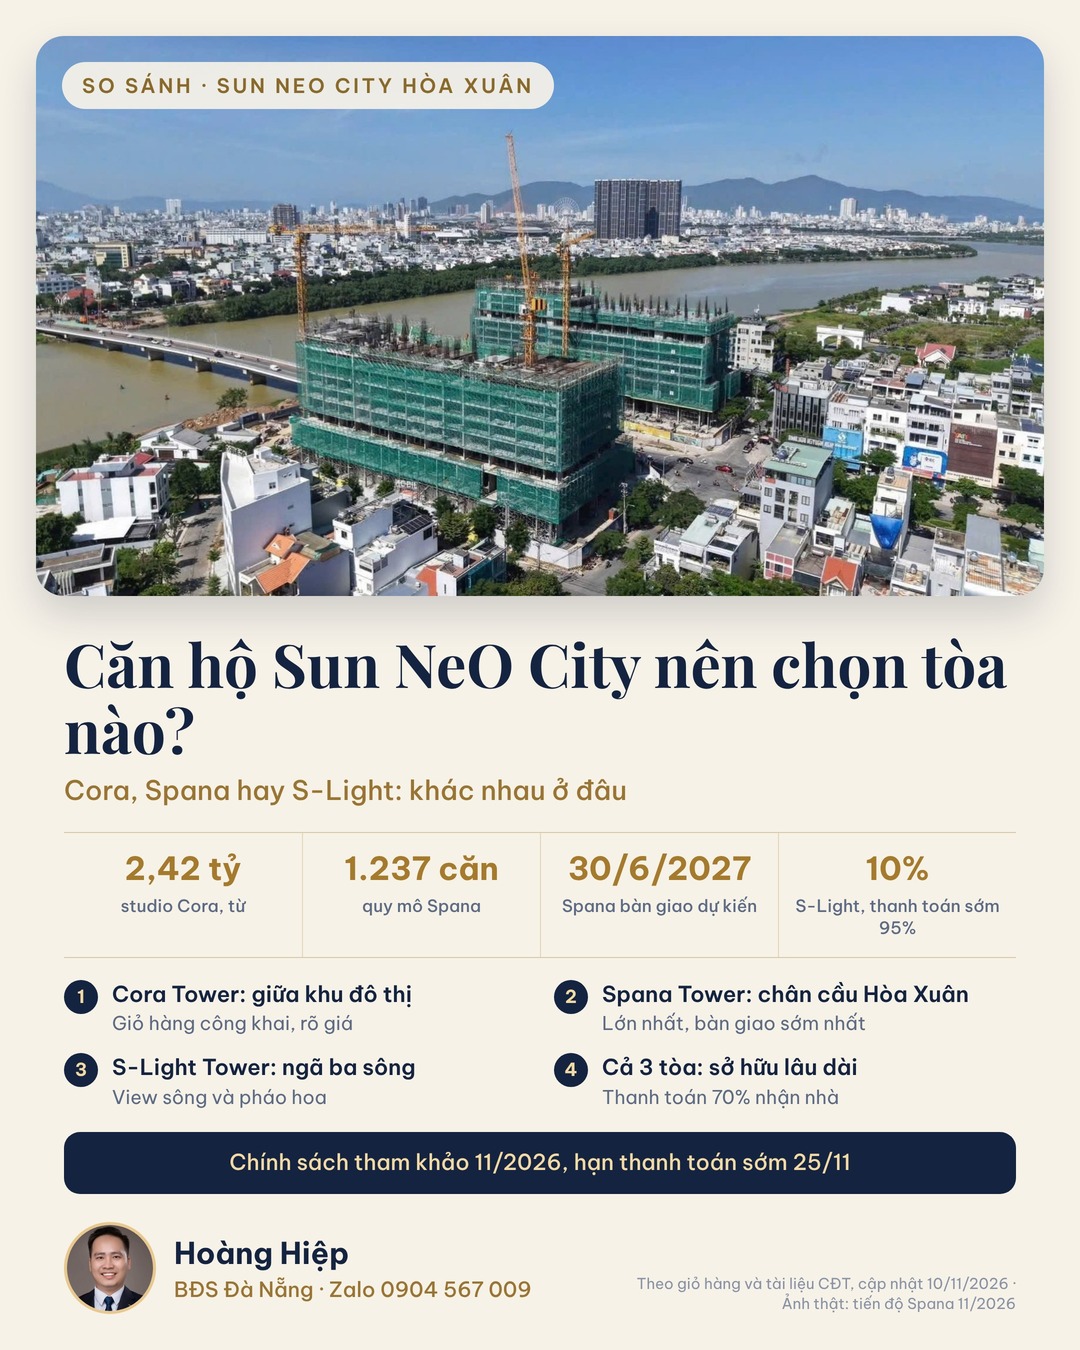 SO SÁNH · SUN NEO CITY HÒA XUÂN
Căn hộ Sun NeO City nên chọn tòa
nào?
Cora, Spana hay S-Light: khác nhau ở đâu
2,42 tỷ
studio Cora, từ
1.237 căn
quy mô Spana
30/6/2027
Spana bàn giao dự kiến
10%
S-Light, thanh toán sớm
95%
1 Cora Tower: giữa khu đô thị
Giỏ hàng công khai, rõ giá
2 Spana Tower: chân cầu Hòa Xuân
Lớn nhất, bàn giao sớm nhất
3 S-Light Tower: ngã ba sông
View sông và pháo hoa
4 Cả 3 tòa: sở hữu lâu dài
Thanh toán 70% nhận nhà
Chính sách tham khảo 11/2026, hạn thanh toán sớm 25/11
Hoàng Hiệp
BĐS Đà Nẵng · Zalo 0904 567 009
Theo giỏ hàng và tài liệu CĐT, cập nhật 10/11/2026 ·
Ảnh thật: tiến độ Spana 11/2026